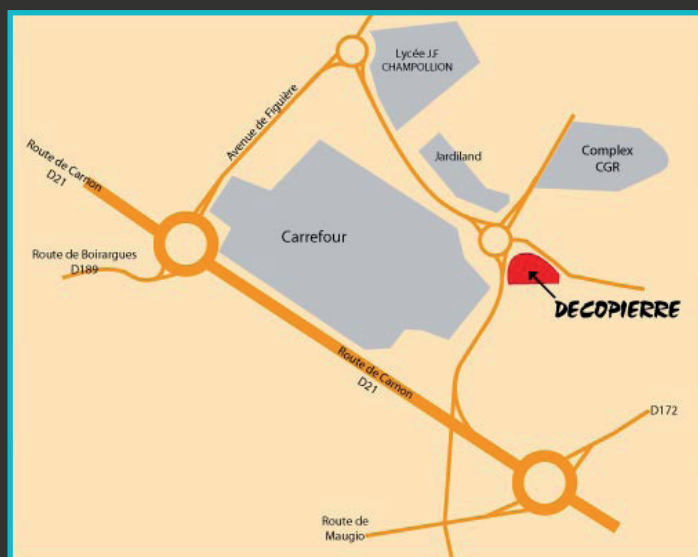 Lycée J.F
CHAMPOLLION
Avenue de Figuière
Route de Carnon
D21
Jardiland
Complex
CGR
Carrefour
Route de Boirargues
D189
DECOPIERRE
Route de Carnon
D21
D172
Route de
Maugio